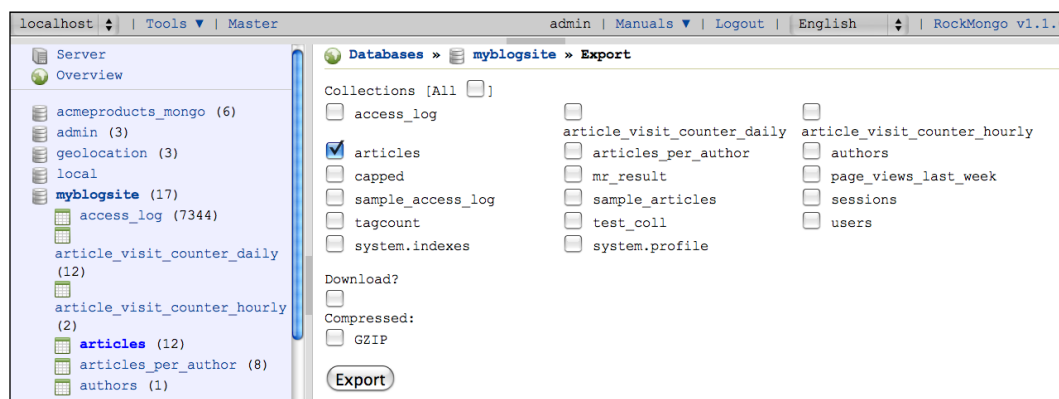 localhost | Tools ▼ | Master admin | Manuals ▼ | Logout | English | RockMongo v1.1.
Server
Overview
acmeproducts_mongo (6)
admin (3)
geolocation (3)
local
myblogsite (17)
access_log (7344)
article_visit_counter_daily
(12)
article_visit_counter_hourly
(2)
articles (12)
articles_per_author (8)
authors (1)
Databases » myblogsite » Export
Collections [All ]
access_log
article_visit_counter_daily article_visit_counter_hourly
articles articles_per_author authors
capped mr_result page_views_last_week
sample_access_log sample_articles sessions
tagcount test_coll users
system.indexes system.profile
Download?
Compressed:
GZIP
Export